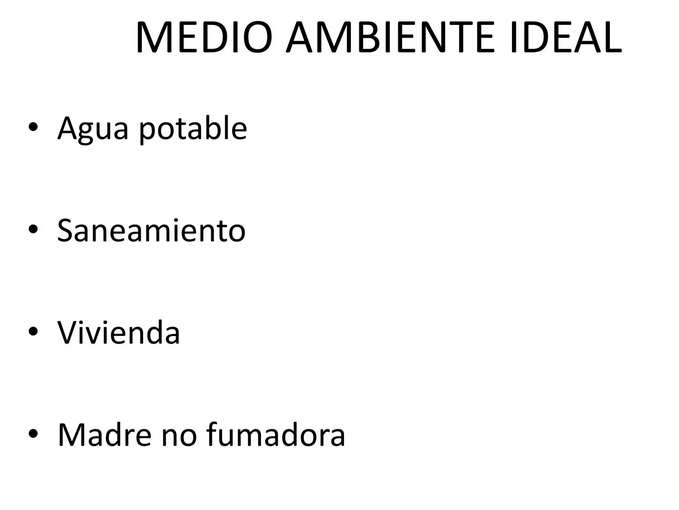 MEDIO AMBIENTE IDEAL
• Agua potable
• Saneamiento
• Vivienda
• Madre no fumadora